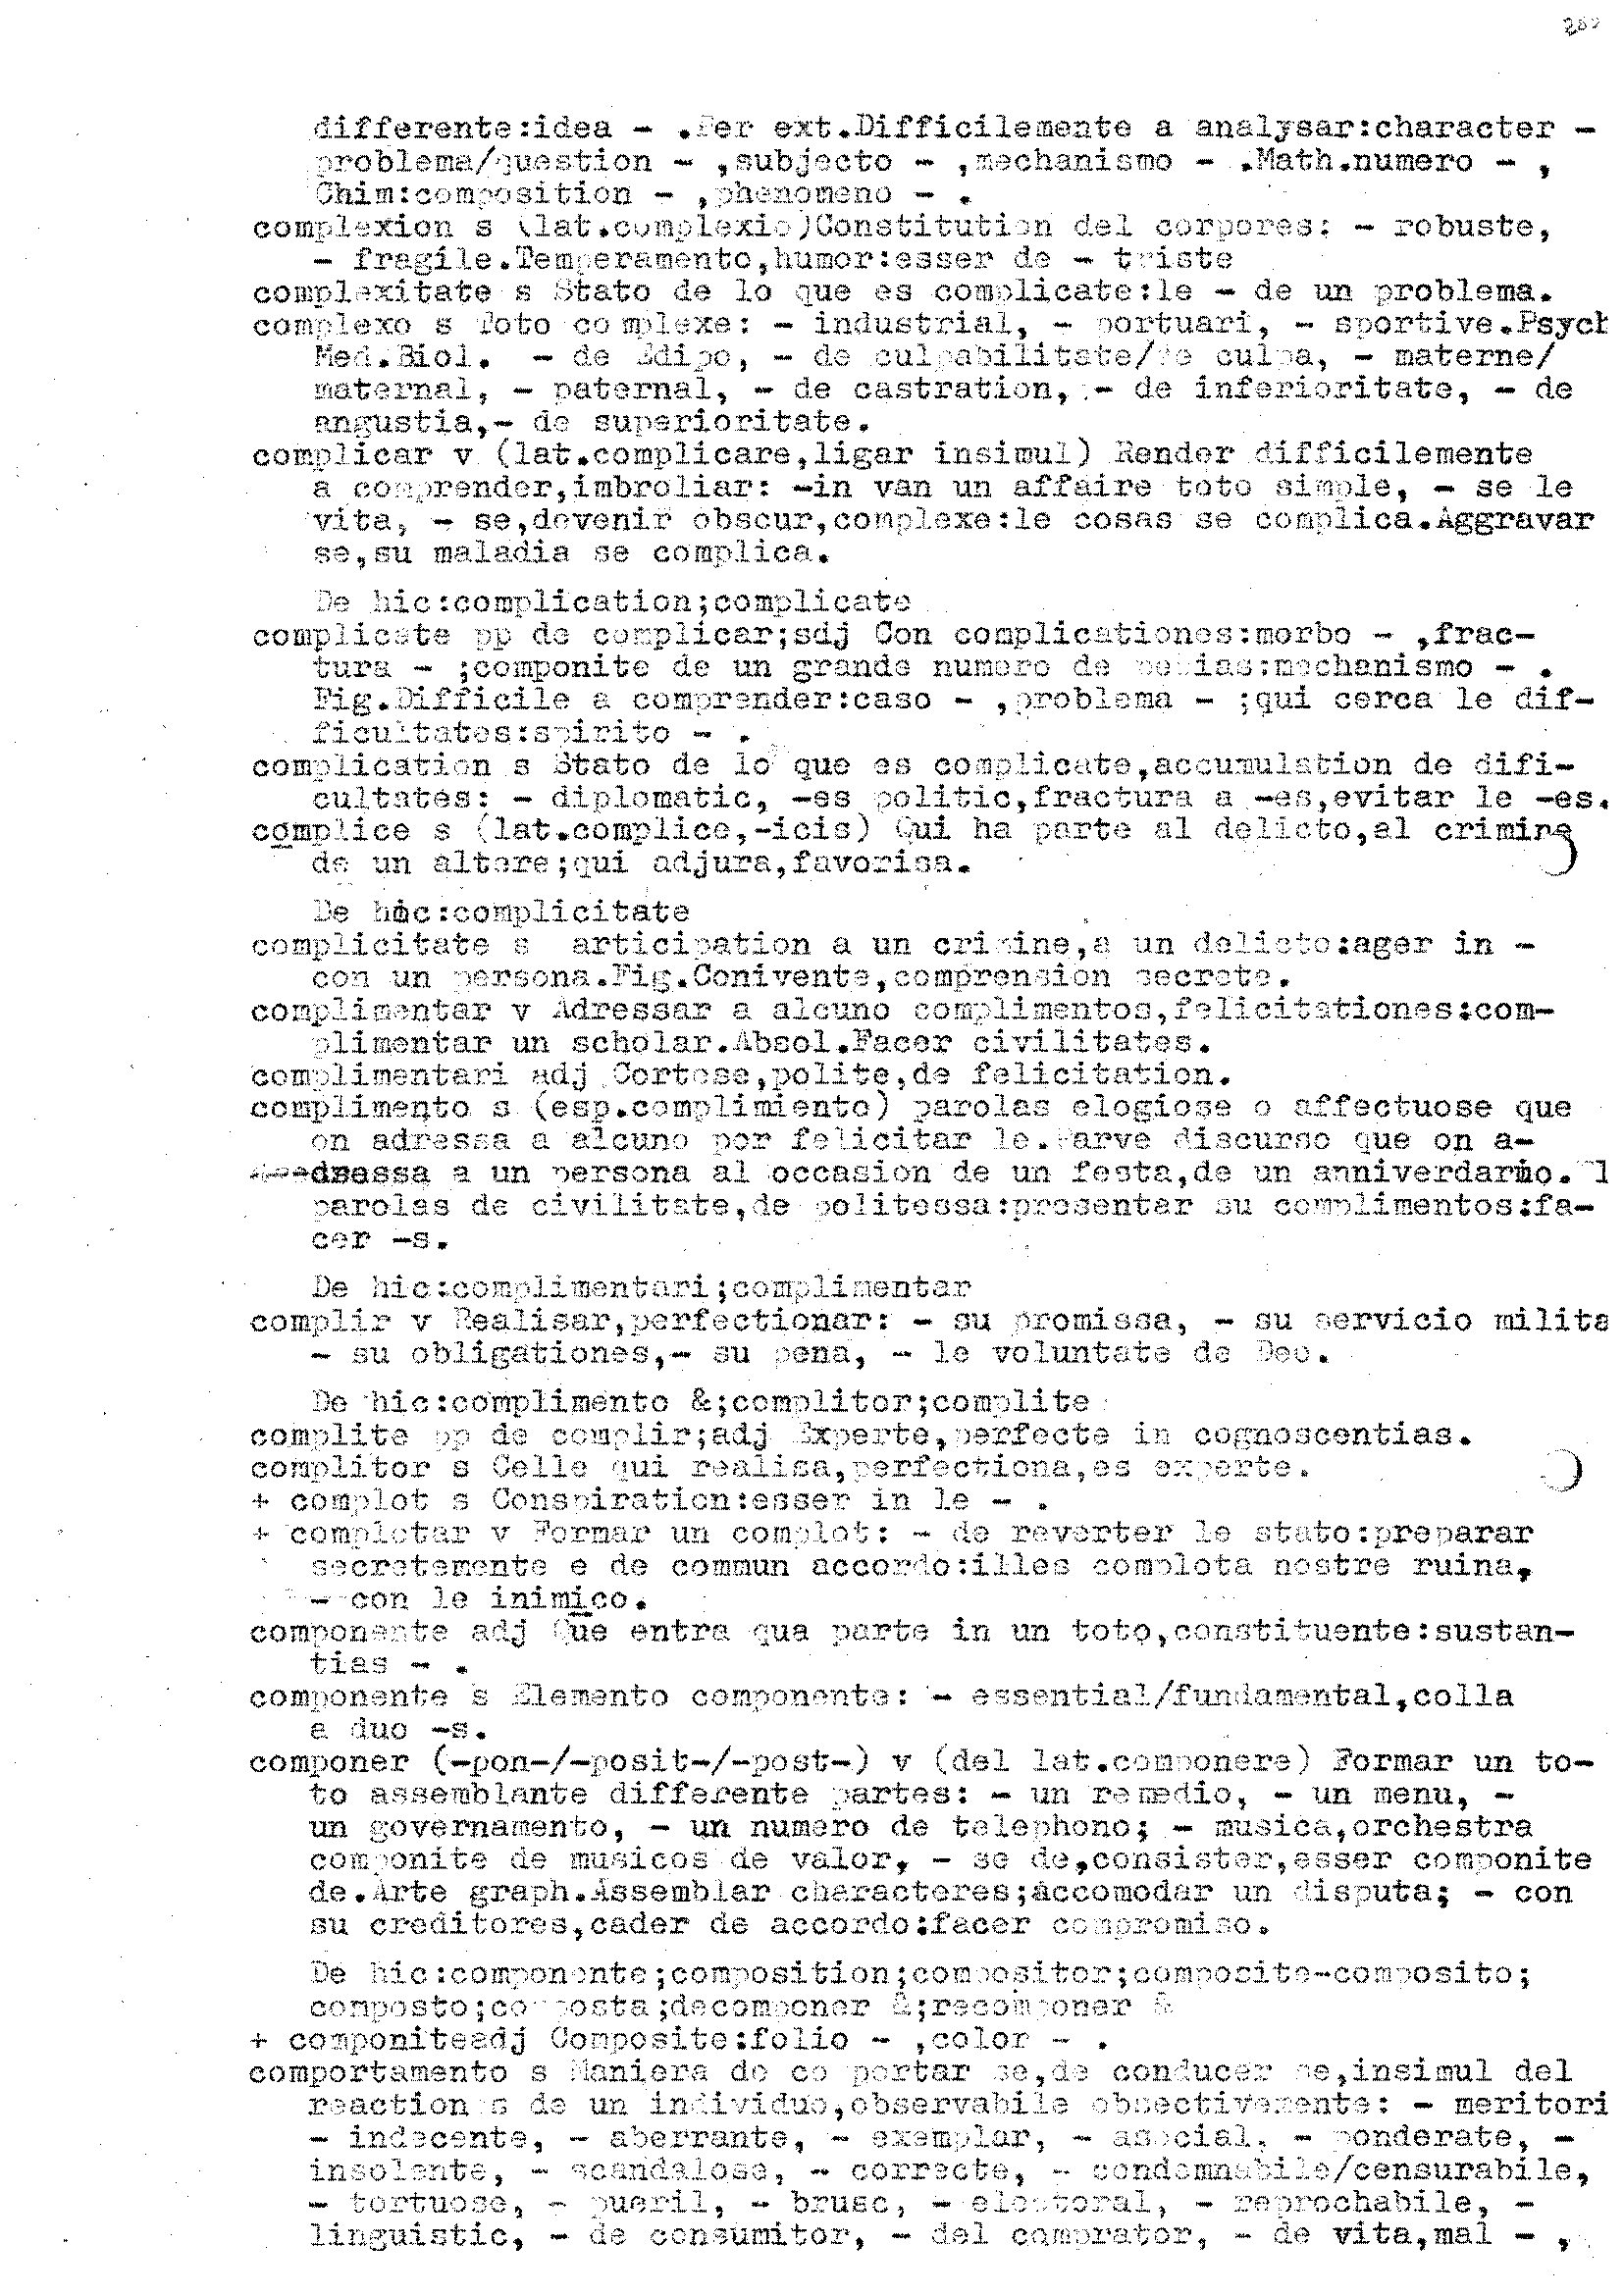 differente:idea - .Per ext.Difficilemente a analysar:character -
problema/question - ,subjecto - ,mechanismo - .Math.numero - ,
Chim:composition - ,phenomeno - .
complexion s (lat.complexio)Constitution del corpores: - robuste,
- fragile.Temperamento,humor:esser de - triste
complexitate s Stato de lo que es complicate:le - de un problema.
complexo s Toto co mplexe: - industrial, - portuari, - sportive.Psych
Med.Biol. - de Edipo, - de culpabilitate/de culpa, - materne/
maternal, - paternal, - de castration, - de inferioritate, - de
angustia,- de superioritate.
complicar v (lat.complicare,ligar insimul) Render difficilemente
a comprender,imbroliar: -in van un affaire toto simple, - se le
vita, - se,devenir obscur,complexe:le cosas se complica.Aggravar
se,su maladia se complica.
De hic:complication;complicate
complicate pp de complicar;adj Con complicationes:morbo - ,frac-
tura - ;componite de un grande numero de pecias:mechanismo - .
Fig.Difficile a comprender:caso - ,problema - ;qui cerca le dif-
ficultates:spirito - .
complication s Stato de lo que es complicate,accumulation de difi-
cultates: - diplomatic, -es politic,fractura a -es,evitar le -es.
complice s (lat.complice,-icis) Qui ha parte al delicto,al crimine
de un altere;qui adjura,favorisa.
De hic:complicitate
complicitate s articipation a un crimine,a un delicto:ager in -
con un persona.Fig.Conivente,comprension secrete.
complimentar v Adressar a alcuno complimentos,felicitationes:com-
plimentar un scholar.Absol.Facer civilitates.
complimentari adj Cortese,polite,de felicitation.
complimento s (esp.complimiento) parolas elogiose o affectuose que
on adressa a alcuno por felicitar le.Parve discurso que on a-
dressa a un persona al occasion de un festa,de un anniverdario.
parolas de civilitate,de politessa:presentar su complimentos:fa-
cer -s.
De hic:complimentari;complimentar
complir v Realisar,perfectionar: - su promissa, - su servicio milita
- su obligationes,- su pena, - le voluntate de Deo.
De hic:complimento &;complitor;complite
complite pp de complir;adj Experte,perfecte in cognoscentias.
complitor s Celle qui realisa,perfectiona,es experte.
+ complot s Conspiration:esser in le - .
+ complotar v Formar un complot: - de reverter le stato:preparar
secretemente e de commun accordo:illes complota nostre ruina,
- con le inimico.
componente adj Que entra qua parte in un toto,constituente:sustan-
tias - .
componente s Elemento componente: - essential/fundamental,colla
a duo -s.
componer (-pon-/-posit-/-post-) v (del lat.componere) Formar un to-
to assemblante differente partes: - un remedio, - un menu, -
un governamento, - un numero de telephono; - musica,orchestra
componite de musicos de valor, - se de,consister,esser componite
de.Arte graph.Assemblar characteres;accomodar un disputa; - con
su creditores,cader de accordo:facer compromiso.
De hic:componente;composition;compositor;composite-composito;
composto;composta;decomponer &;recomponer &
+ componiteadj Composite:folio - ,color - .
comportamento s Maniera de co portar se,de conducer se,insimul del
reactiones de un individuo,observabile obsectivemente: - meritori
- indecente, - aberrante, - exemplar, - asocial, - ponderate, -
insolente, - scandalose, - correcte, - condemnabile/censurabile,
- tortuose, - pueril, - brusc, - electoral, - reprochabile, -
linguistic, - de consumitor, - del comprator, - de vita,mal - ,